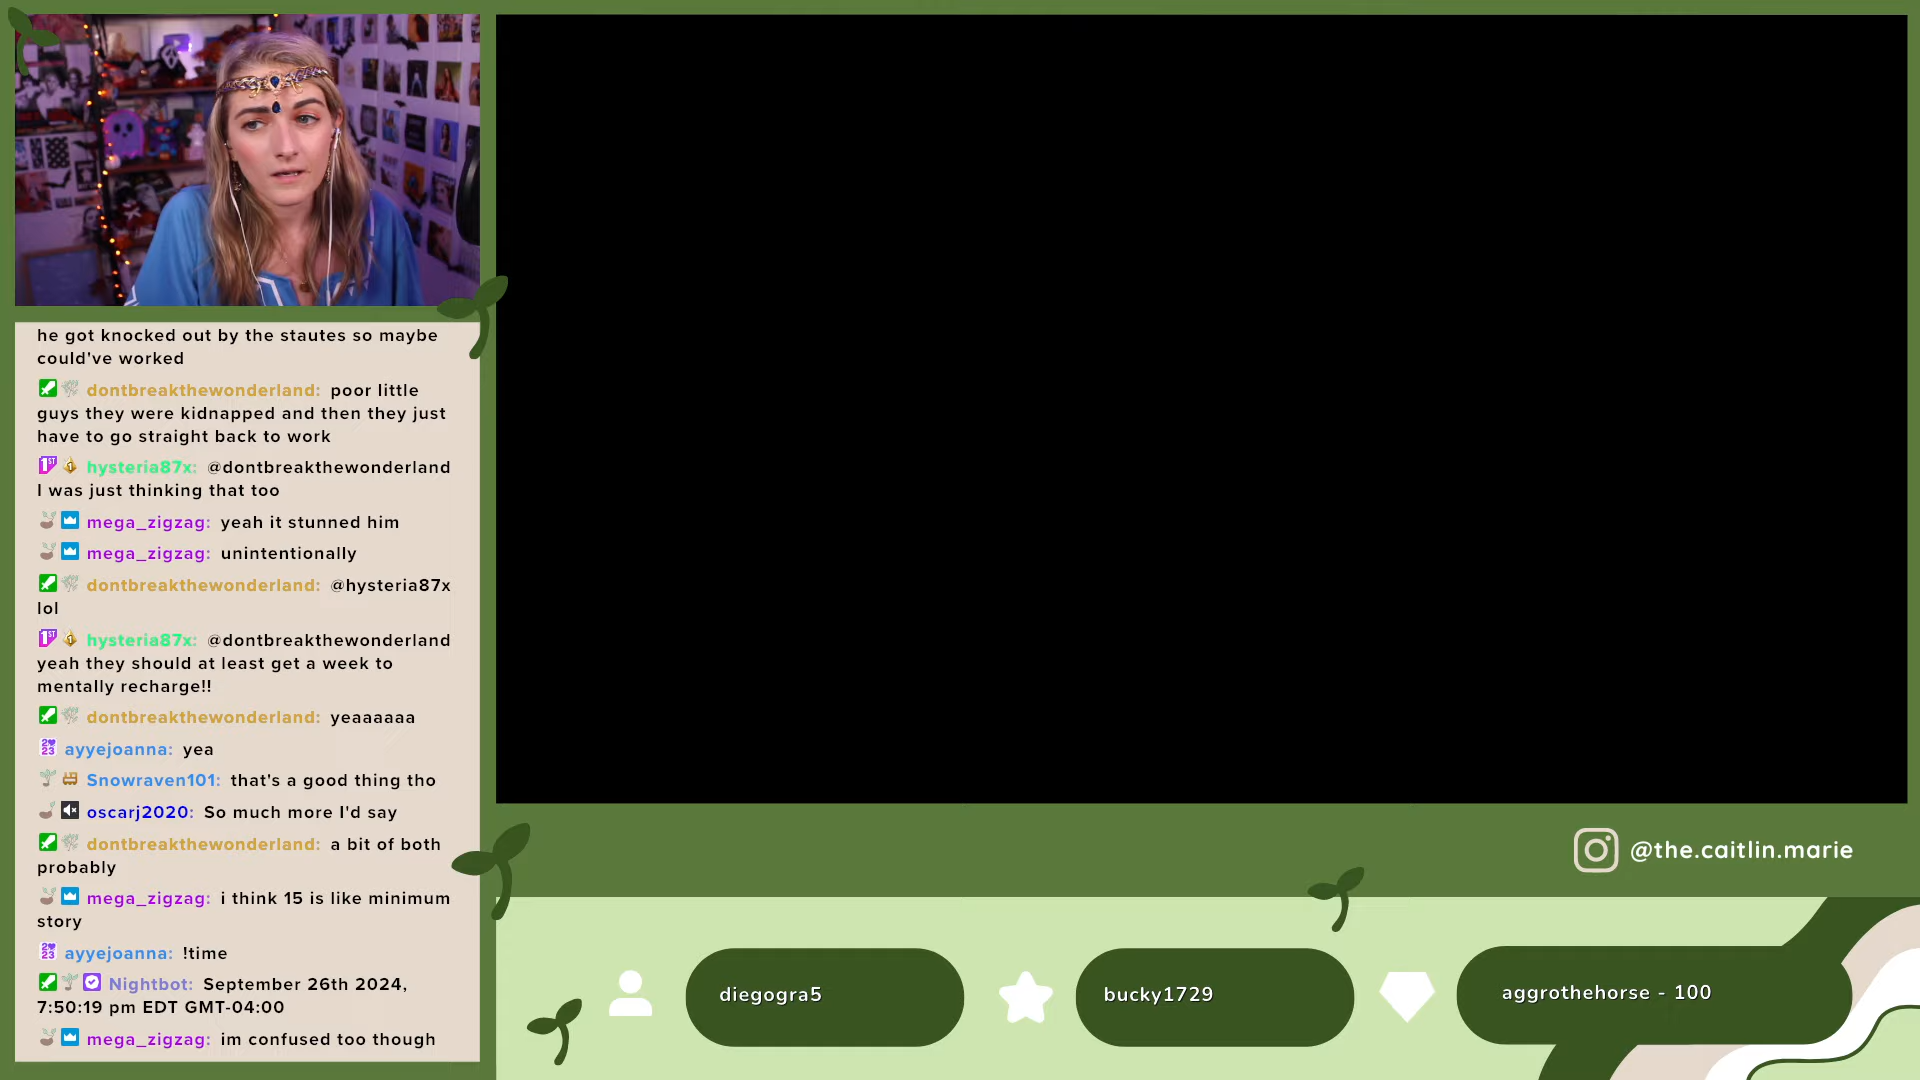 he got knocked out by the stautes so maybe
could've worked
dontbreakthewonderland: poor little
guys they were kidnapped and then they just
have to go straight back to work
hysteria87x: @dontbreakthewonderland
I was just thinking that too
mega_zigzag: yeah it stunned him
mega_zigzag: unintentionally
dontbreakthewonderland: @hysteria87x
lol
hysteria87x: @dontbreakthewonderland
yeah they should at least get a week to
mentally recharge!!
dontbreakthewonderland: yeaaaaaa
ayyejoanna: yea
Snowraven101: that's a good thing tho
oscarj2020: So much more I'd say
dontbreakthewonderland: a bit of both
probably
mega_zigzag: i think 15 is like minimum
story
ayyejoanna: !time
Nightbot: September 26th 2024,
7:50:19 pm EDT GMT-04:00
mega_zigzag: im confused too though
@the.caitlin.marie
diegogra5
bucky1729
aggrothehorse - 100